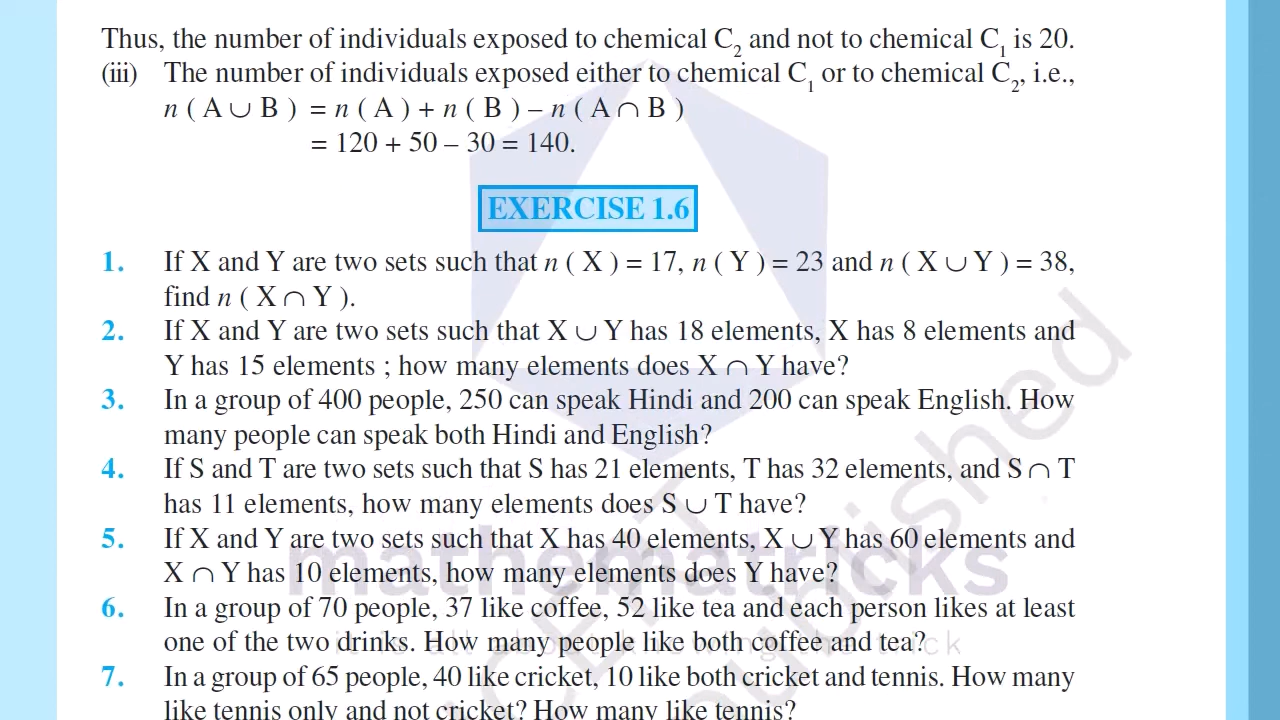 Thus, the number of individuals exposed to chemical C₂ and not to chemical C₁ is 20.
(iii) The number of individuals exposed either to chemical C₁ or to chemical C₂, i.e.,
n ( A ∪ B ) = n ( A ) + n ( B ) – n ( A ∩ B )
= 120 + 50 – 30 = 140.
EXERCISE 1.6
1. If X and Y are two sets such that n ( X ) = 17, n ( Y ) = 23 and n ( X ∪ Y ) = 38,
find n ( X ∩ Y ).
2. If X and Y are two sets such that X ∪ Y has 18 elements, X has 8 elements and
Y has 15 elements ; how many elements does X ∩ Y have?
3. In a group of 400 people, 250 can speak Hindi and 200 can speak English. How
many people can speak both Hindi and English?
4. If S and T are two sets such that S has 21 elements, T has 32 elements, and S ∩ T
has 11 elements, how many elements does S ∪ T have?
5. If X and Y are two sets such that X has 40 elements, X ∪ Y has 60 elements and
X ∩ Y has 10 elements, how many elements does Y have?
6. In a group of 70 people, 37 like coffee, 52 like tea and each person likes at least
one of the two drinks. How many people like both coffee and tea?
7. In a group of 65 people, 40 like cricket, 10 like both cricket and tennis. How many
like tennis only and not cricket? How many like tennis?
mathematricks
published